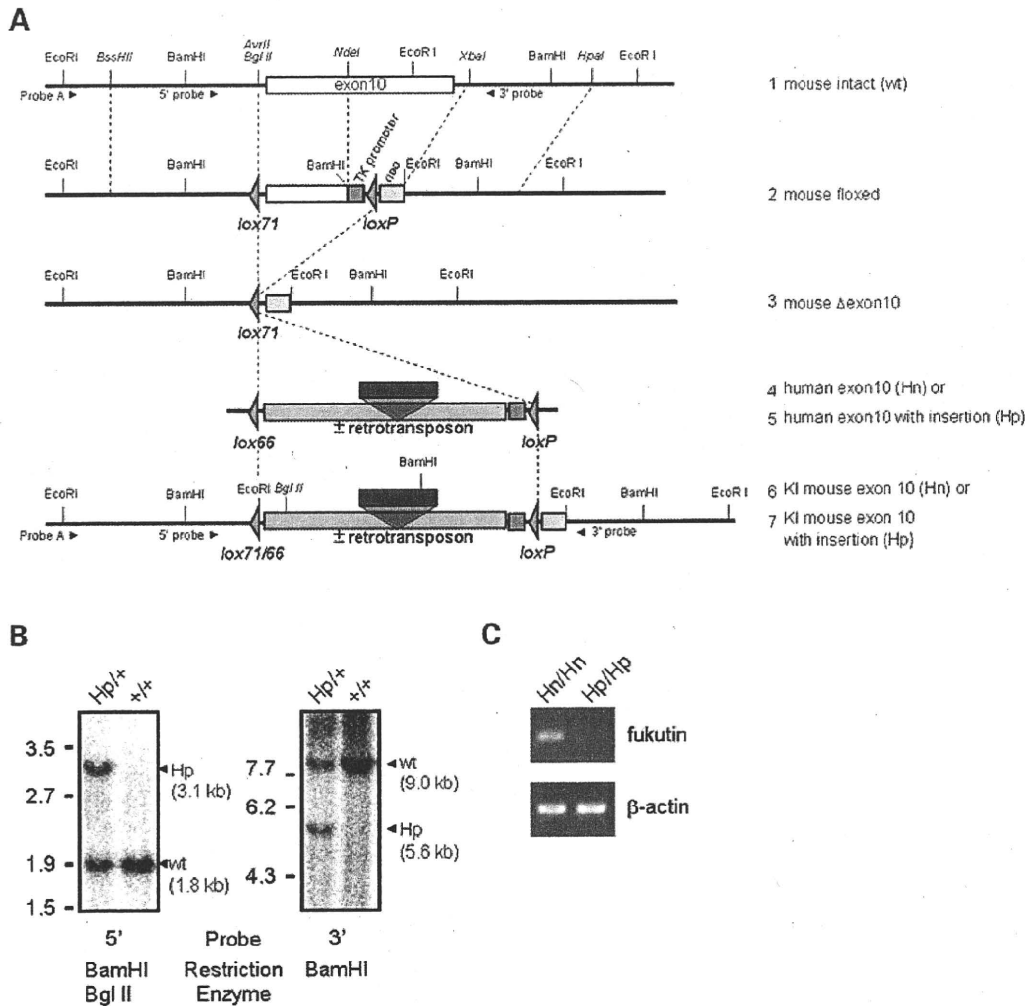 A
EcoRI BssHII BamHI AvrII NdeI EcoR I XbaI BamHI HpaI EcoR I
Bgl II
exon10
Probe A 5' probe 3' probe
1 mouse intact (wt)
EcoRI BamHI BamHI TK promoter neo EcoRI BamHI EcoR I
lox71 loxP
2 mouse floxed
EcoRI BamHI EcoR I BamHI EcoRI
lox71
3 mouse Δexon10
4 human exon10 (Hn) or
5 human exon10 with insertion (Hp)
± retrotransposon
lox66 loxP
BamHI
EcoRI BamHI EcoRI Bgl II EcoRI BamHI EcoR I
Probe A 5' probe ± retrotransposon 3' probe
lox71/66 loxP
6 KI mouse exon 10 (Hn) or
7 KI mouse exon 10
with insertion (Hp)
B
Hp/+ +/+
3.5
2.7
1.9
1.5
Hp
(3.1 kb)
wt
(1.8 kb)
Hp/+ +/+
7.7
6.2
4.3
wt
(9.0 kb)
Hp
(5.6 kb)
5' Probe 3'
BamHI Restriction BamHI
Bgl II Enzyme
C
Hn/Hn Hp/Hp
fukutin
β-actin